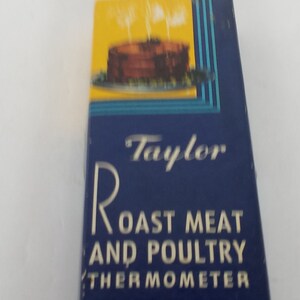 Taylor
ROAST MEAT
AND POULTRY
THERMOMETER